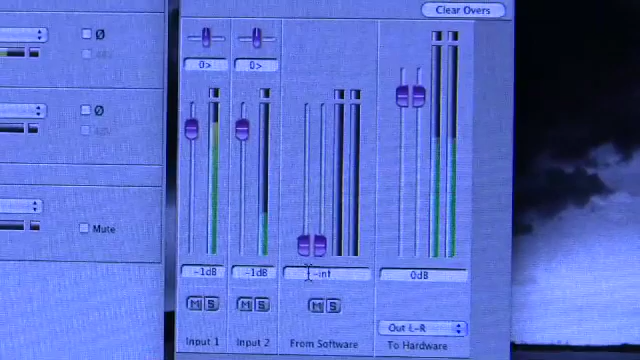 Clear Overs
0>
0>
Ø
Ø
Mute
-1dB
-1dB
-inf
0dB
M S
M S
M S
Out L-R
Input 1
Input 2
From Software
To Hardware